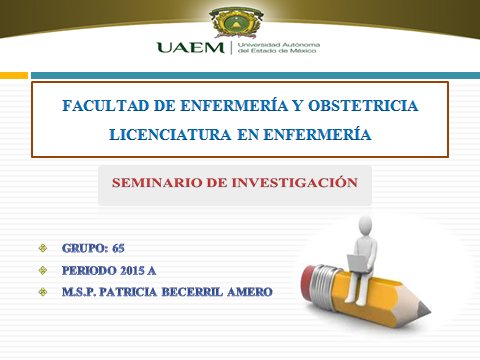 UAEM
Universidad Autónoma
del Estado de México
FACULTAD DE ENFERMERÍA Y OBSTETRICIA
LICENCIATURA EN ENFERMERÍA
SEMINARIO DE INVESTIGACIÓN
GRUPO: 65
PERIODO 2015 A
M.S.P. PATRICIA BECERRIL AMERO